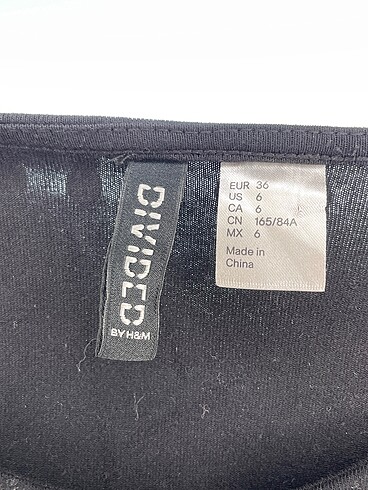 DIVIDED
BY H&M
EUR 36
US 6
CA 6
CN 165/84A
MX 6
Made in
China